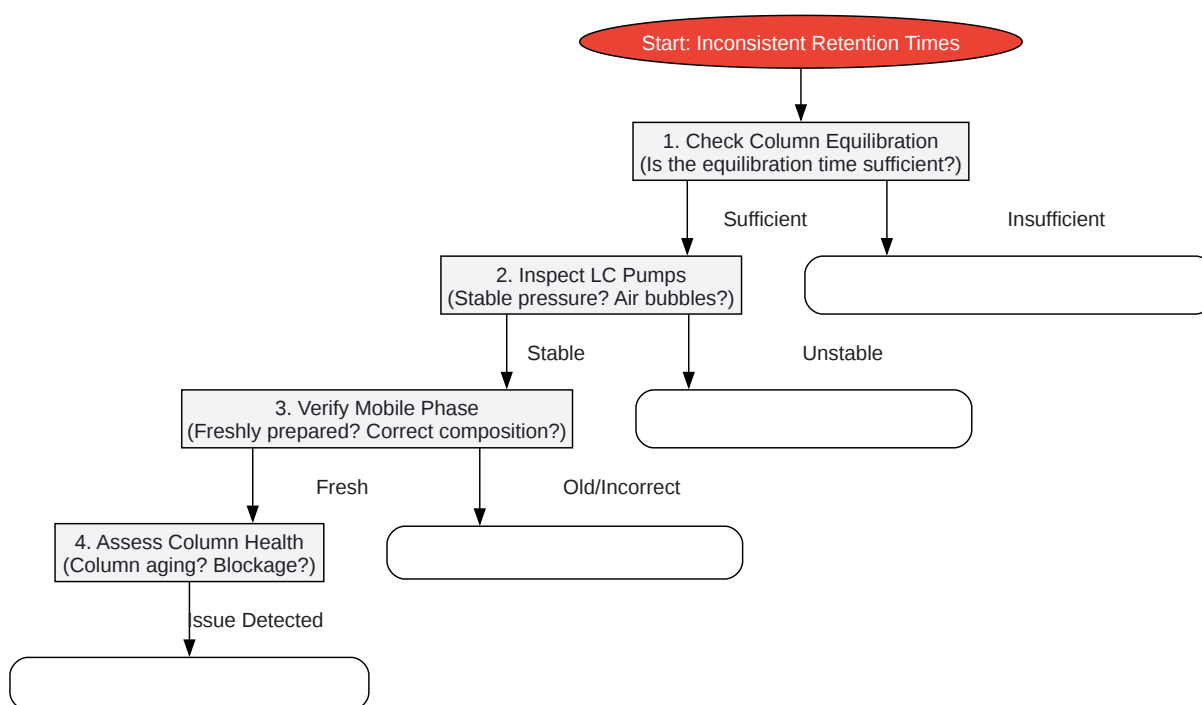 Start: Inconsistent Retention Times
1. Check Column Equilibration
(Is the equilibration time sufficient?)
Sufficient
Insufficient
2. Inspect LC Pumps
(Stable pressure? Air bubbles?)
Stable
Unstable
3. Verify Mobile Phase
(Freshly prepared? Correct composition?)
Fresh
Old/Incorrect
4. Assess Column Health
(Column aging? Blockage?)
Issue Detected